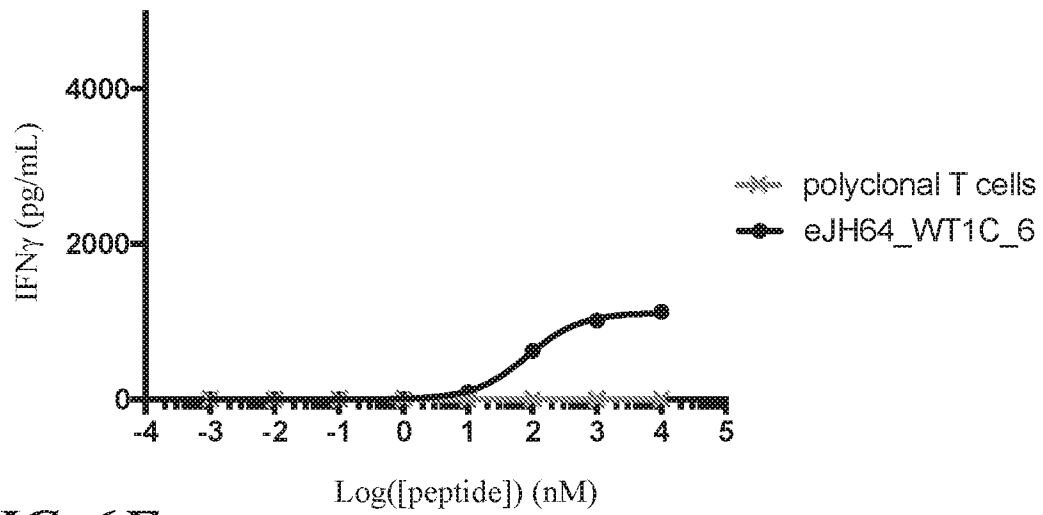 4000
2000
0
IFNγ (pg/mL)
-4 -3 -2 -1 0 1 2 3 4 5
Log([peptide]) (nM)
polyclonal T cells
eJH64_WT1C_6